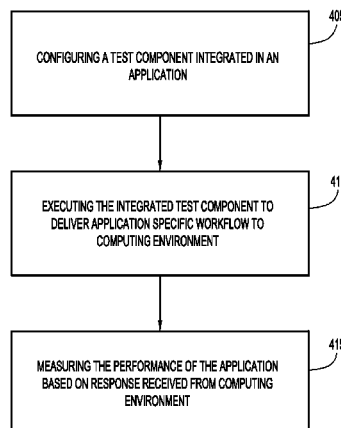 405
CONFIGURING A TEST COMPONENT INTEGRATED IN AN
APPLICATION
41
EXECUTING THE INTEGRATED TEST COMPONENT TO
DELIVER APPLICATION SPECIFIC WORKFLOW TO
COMPUTING ENVIRONMENT
415
MEASURING THE PERFORMANCE OF THE APPLICATION
BASED ON RESPONSE RECEIVED FROM COMPUTING
ENVIRONMENT